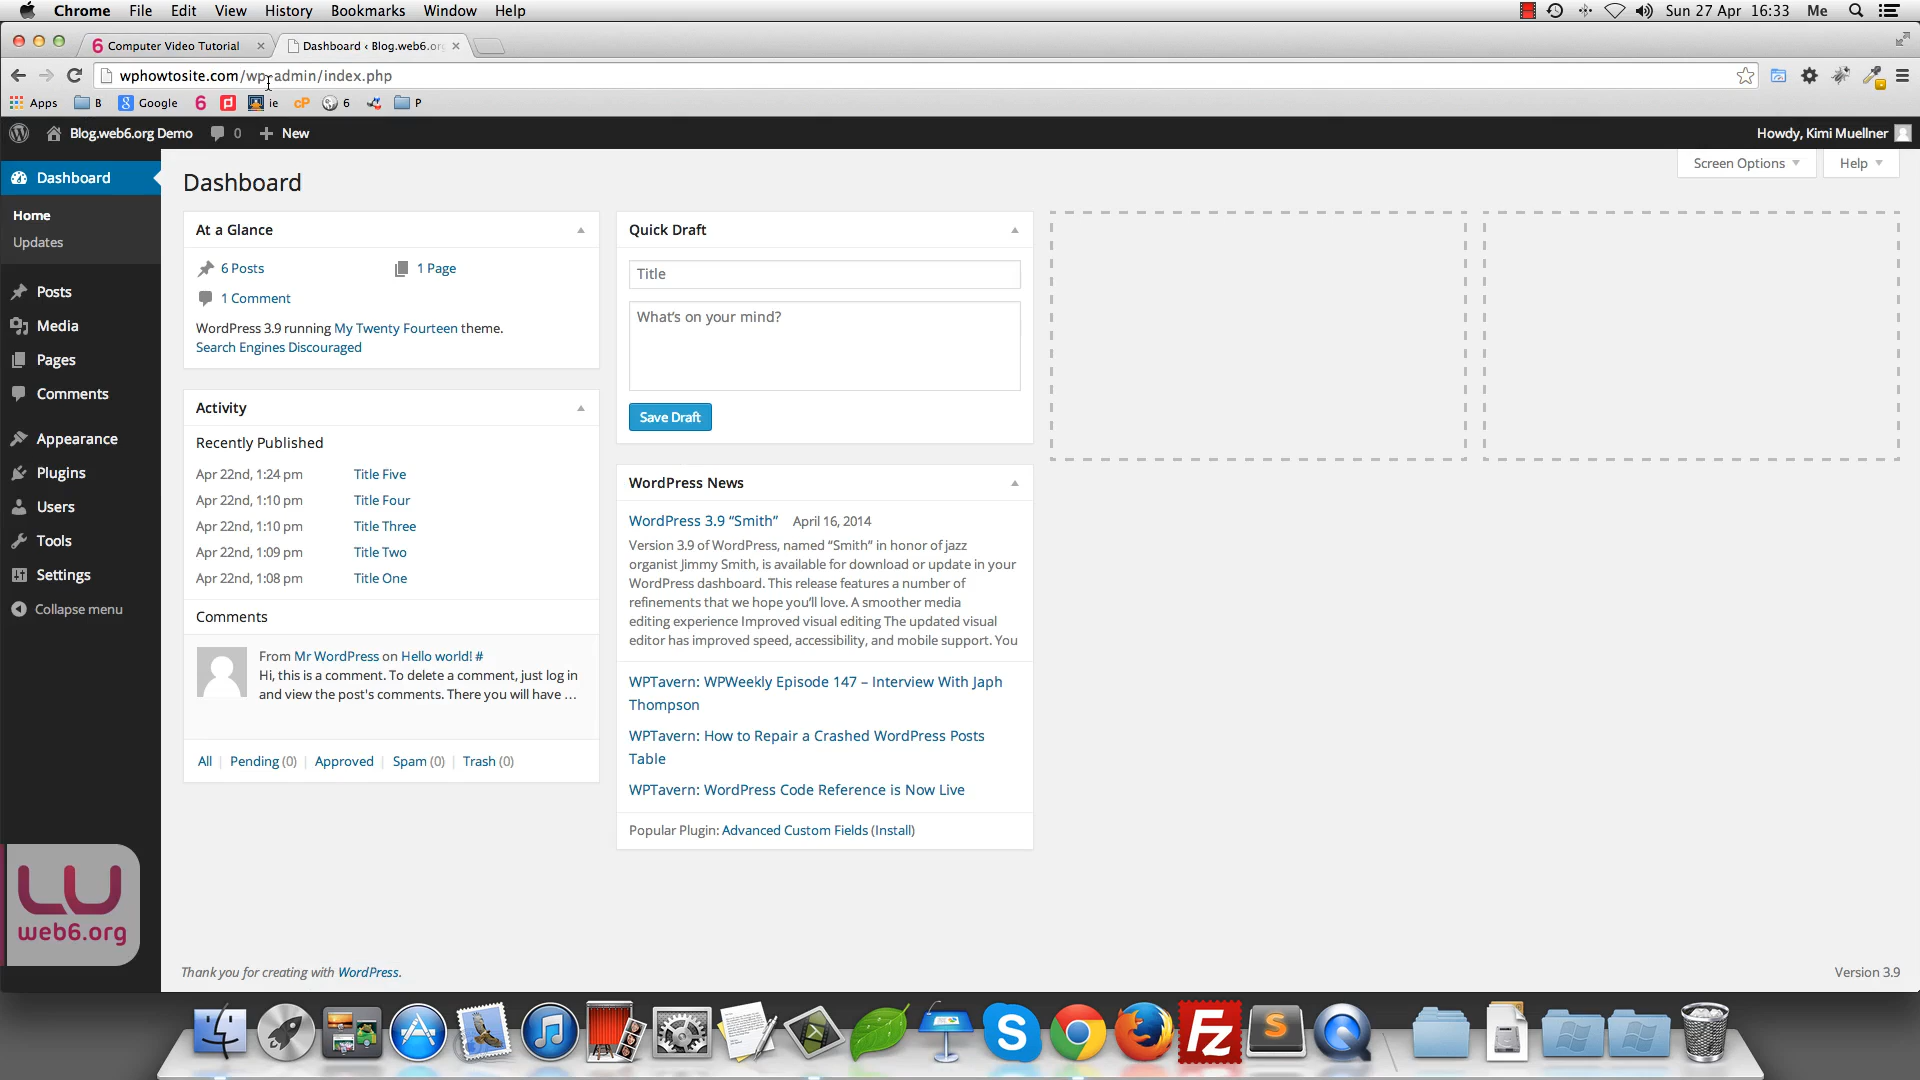 Chrome File Edit View History Bookmarks Window Help
Sun 27 Apr 16:33 Me
6 Computer Video Tutorial
Dashboard ‹ Blog.web6.or
wphowtosite.com/wp-admin/index.php
Apps B Google 6 ie cP 6 P
Blog.web6.org Demo 0 New
Howdy, Kimi Muellner
Screen Options Help
Dashboard
Home
Updates
Posts
Media
Pages
Comments
Appearance
Plugins
Users
Tools
Settings
Collapse menu
Dashboard
At a Glance
6 Posts 1 Page
1 Comment
WordPress 3.9 running My Twenty Fourteen theme.
Search Engines Discouraged
Activity
Recently Published
Apr 22nd, 1:24 pm Title Five
Apr 22nd, 1:10 pm Title Four
Apr 22nd, 1:10 pm Title Three
Apr 22nd, 1:09 pm Title Two
Apr 22nd, 1:08 pm Title One
Comments
From Mr WordPress on Hello world! #
Hi, this is a comment. To delete a comment, just log in
and view the post's comments. There you will have …
All | Pending (0) | Approved | Spam (0) | Trash (0)
Quick Draft
Title
What's on your mind?
Save Draft
WordPress News
WordPress 3.9 “Smith” April 16, 2014
Version 3.9 of WordPress, named “Smith” in honor of jazz
organist Jimmy Smith, is available for download or update in your
WordPress dashboard. This release features a number of
refinements that we hope you’ll love. A smoother media
editing experience Improved visual editing The updated visual
editor has improved speed, accessibility, and mobile support. You
WPTavern: WPWeekly Episode 147 – Interview With Japh
Thompson
WPTavern: How to Repair a Crashed WordPress Posts
Table
WPTavern: WordPress Code Reference is Now Live
Popular Plugin: Advanced Custom Fields (Install)
web6.org
Thank you for creating with WordPress.
Version 3.9